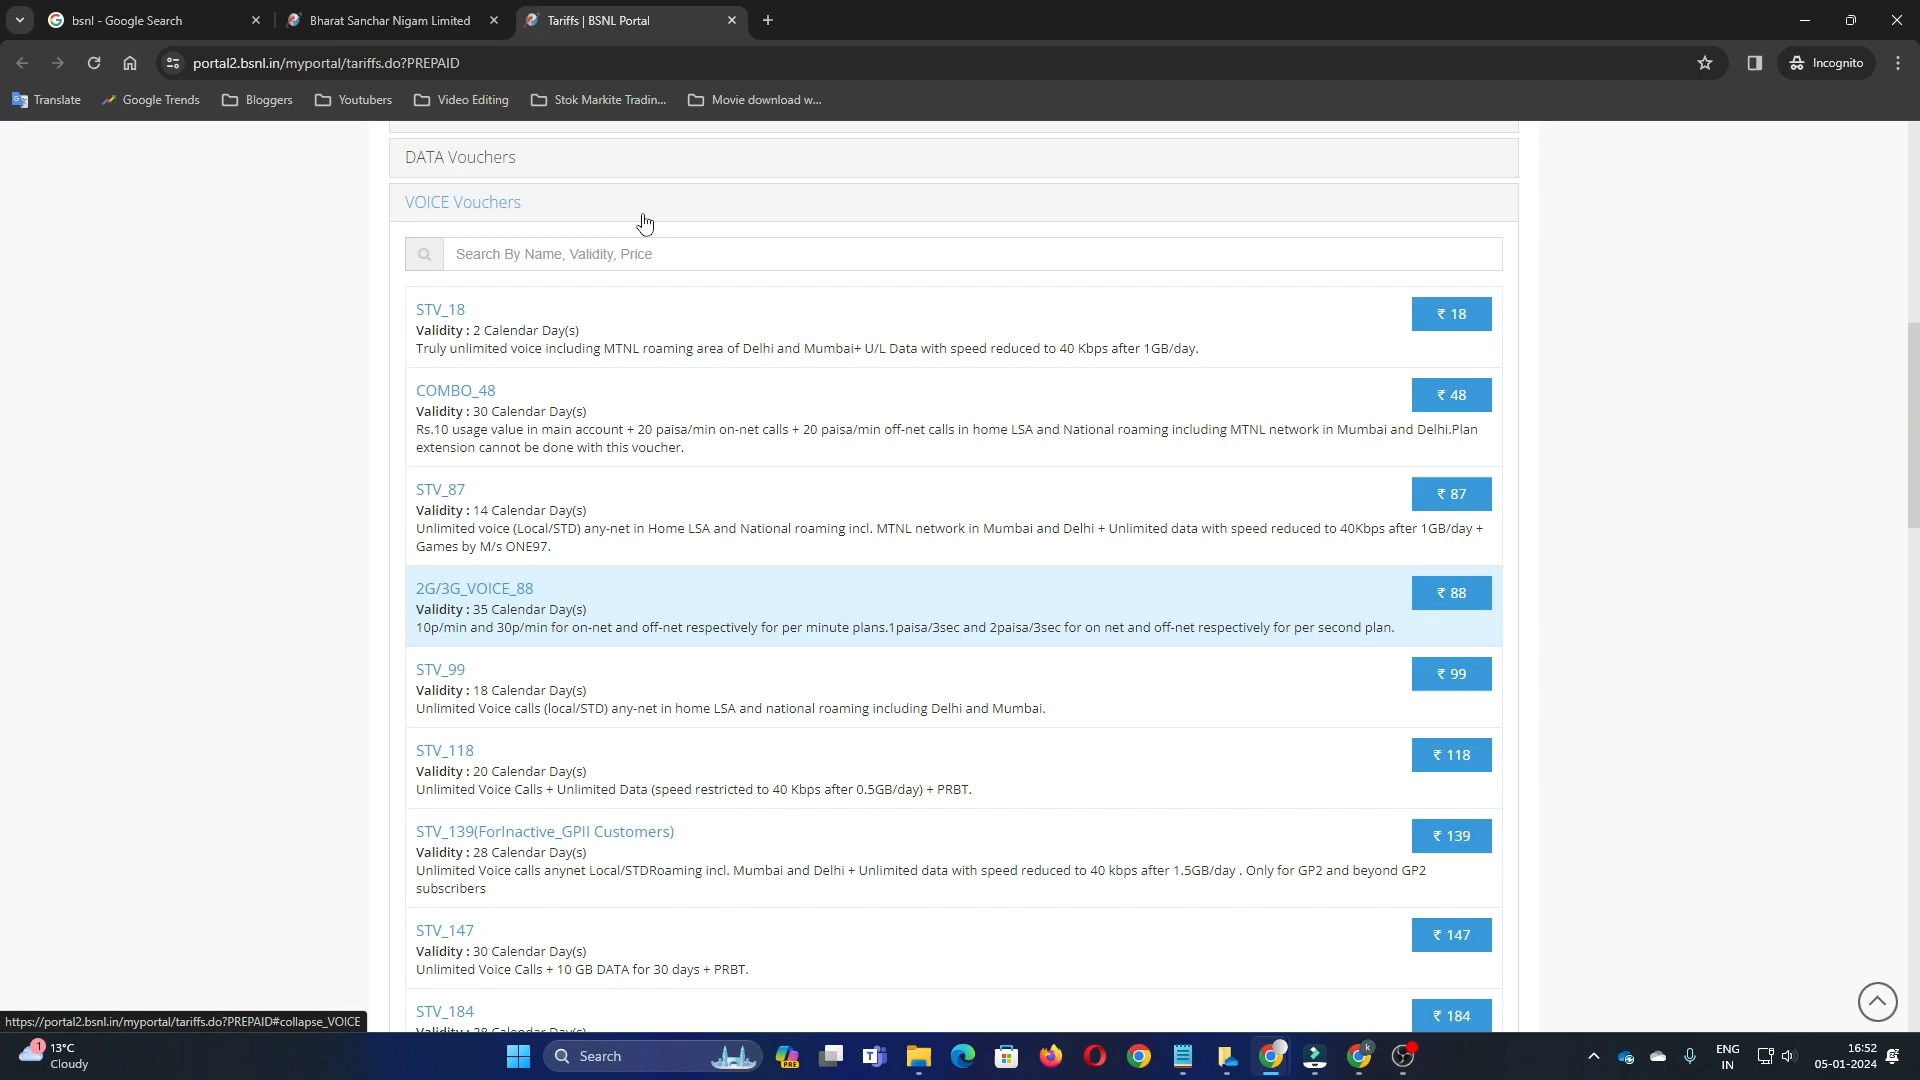 bsnl - Google Search
Bharat Sanchar Nigam Limited
Tariffs | BSNL Portal
portal2.bsnl.in/myportal/tariffs.do?PREPAID
Incognito
Translate
Google Trends
Bloggers
Youtubers
Video Editing
Stok Markite Tradin...
Movie download w...
DATA Vouchers
VOICE Vouchers
Search By Name, Validity, Price
STV_18
₹ 18
Validity : 2 Calendar Day(s)
Truly unlimited voice including MTNL roaming area of Delhi and Mumbai+ U/L Data with speed reduced to 40 Kbps after 1GB/day.
COMBO_48
₹ 48
Validity : 30 Calendar Day(s)
Rs.10 usage value in main account + 20 paisa/min on-net calls + 20 paisa/min off-net calls in home LSA and National roaming including MTNL network in Mumbai and Delhi.Plan
extension cannot be done with this voucher.
STV_87
₹ 87
Validity : 14 Calendar Day(s)
Unlimited voice (Local/STD) any-net in Home LSA and National roaming incl. MTNL network in Mumbai and Delhi + Unlimited data with speed reduced to 40Kbps after 1GB/day +
Games by M/s ONE97.
2G/3G_VOICE_88
₹ 88
Validity : 35 Calendar Day(s)
10p/min and 30p/min for on-net and off-net respectively for per minute plans.1paisa/3sec and 2paisa/3sec for on net and off-net respectively for per second plan.
STV_99
₹ 99
Validity : 18 Calendar Day(s)
Unlimited Voice calls (local/STD) any-net in home LSA and national roaming including Delhi and Mumbai.
STV_118
₹ 118
Validity : 20 Calendar Day(s)
Unlimited Voice Calls + Unlimited Data (speed restricted to 40 Kbps after 0.5GB/day) + PRBT.
STV_139(ForInactive_GPII Customers)
₹ 139
Validity : 28 Calendar Day(s)
Unlimited Voice calls anynet Local/STDRoaming incl. Mumbai and Delhi + Unlimited data with speed reduced to 40 kbps after 1.5GB/day . Only for GP2 and beyond GP2
subscribers
STV_147
₹ 147
Validity : 30 Calendar Day(s)
Unlimited Voice Calls + 10 GB DATA for 30 days + PRBT.
STV_184
₹ 184
Validity : 28 Calendar Day(s)
https://portal2.bsnl.in/myportal/tariffs.do?PREPAID#collapse_VOICE
1
13°C
Cloudy
Search
PRE
k
ENG
IN
16:52
05-01-2024